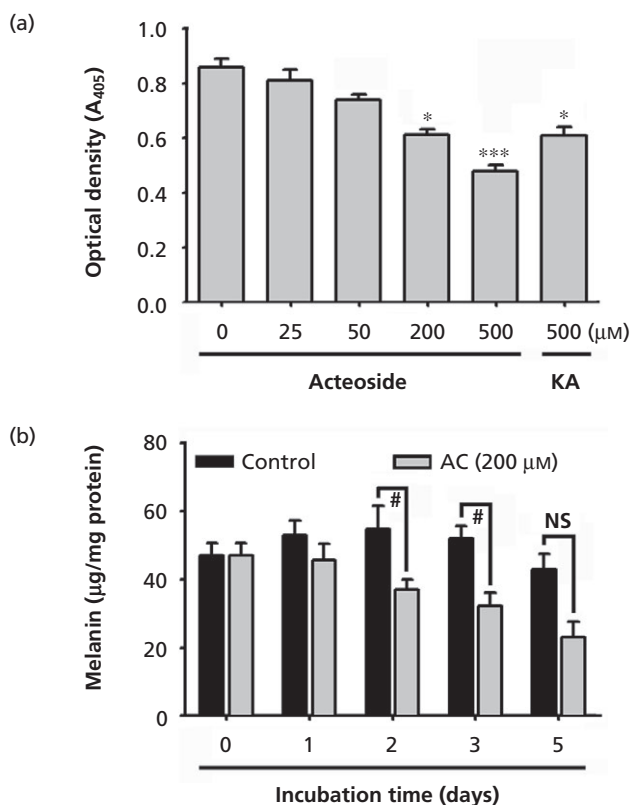 (a)
Optical density (A405)
1.0
0.8
0.6
0.4
0.2
0.0
*
***
*
0 25 50 200 500 500 (μM)
Acteoside KA
(b)
Melanin (μg/mg protein)
80
60
40
20
0
Control AC (200 μM)
#
#
NS
0 1 2 3 5
Incubation time (days)